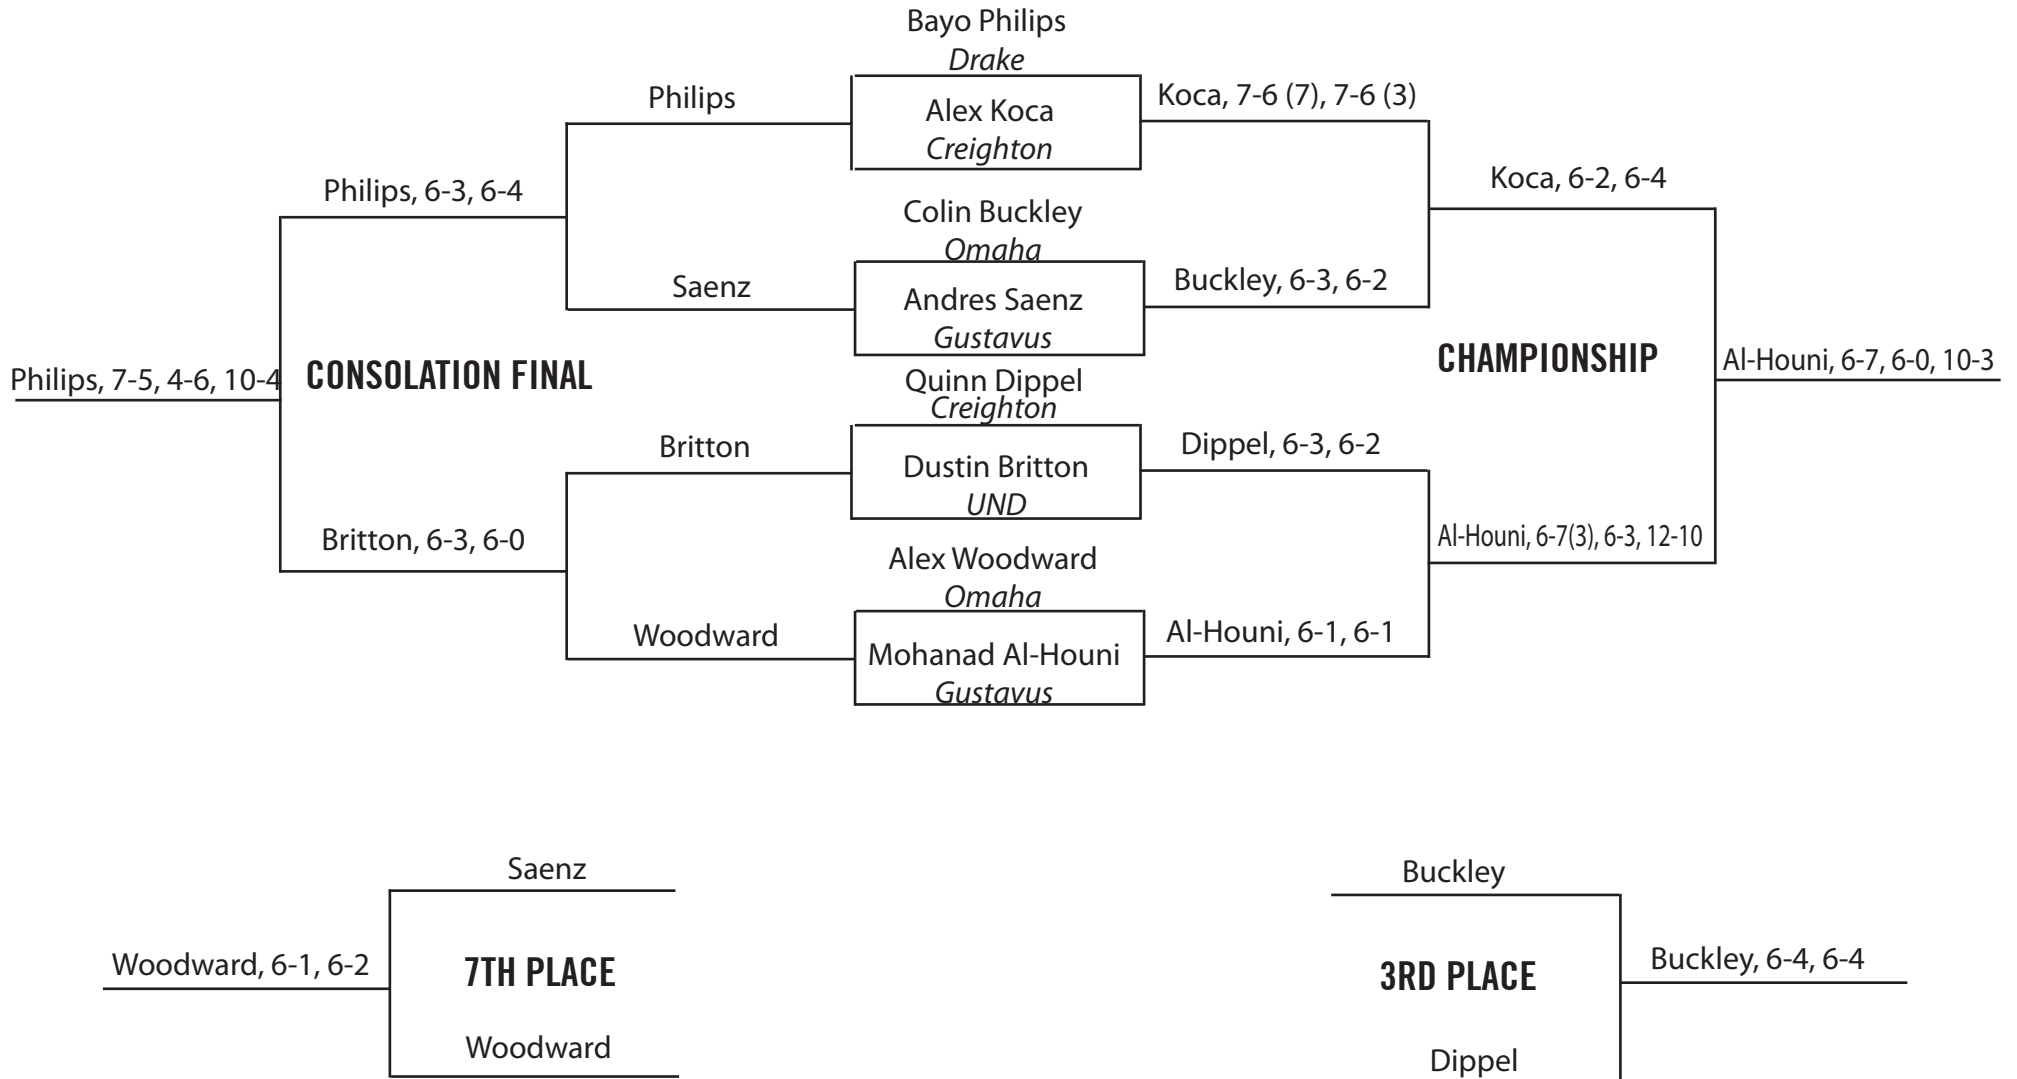 Bayo Philips
Drake
Philips
Alex Koca
Creighton
Koca, 7-6 (7), 7-6 (3)
Philips, 6-3, 6-4
Koca, 6-2, 6-4
Colin Buckley
Omaha
Saenz
Andres Saenz
Gustavus
Buckley, 6-3, 6-2
Philips, 7-5, 4-6, 10-4
CONSOLATION FINAL
CHAMPIONSHIP
Al-Houni, 6-7, 6-0, 10-3
Quinn Dippel
Creighton
Britton
Dustin Britton
UND
Dippel, 6-3, 6-2
Britton, 6-3, 6-0
Al-Houni, 6-7(3), 6-3, 12-10
Alex Woodward
Omaha
Woodward
Mohanad Al-Houni
Gustavus
Al-Houni, 6-1, 6-1
Saenz
Woodward, 6-1, 6-2
7TH PLACE
Woodward
Buckley
3RD PLACE
Buckley, 6-4, 6-4
Dippel